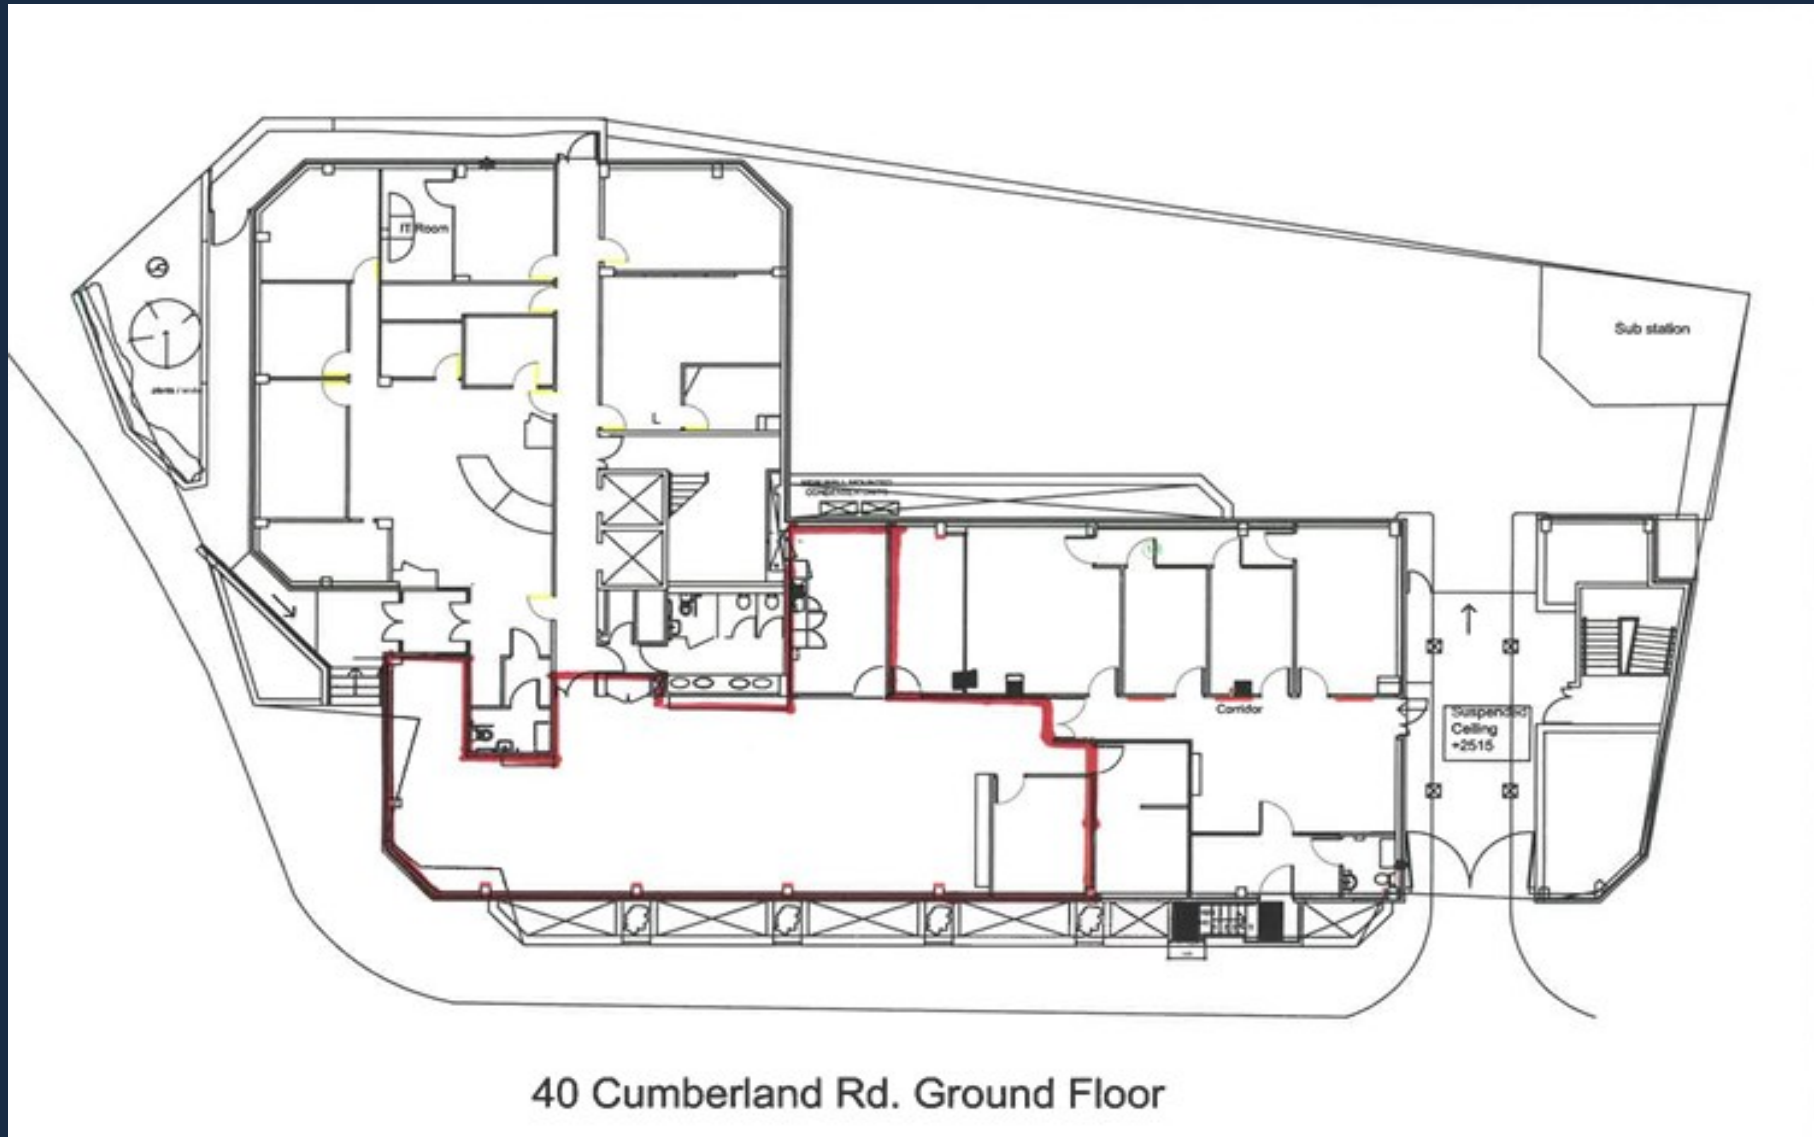 IT Room
Sub station
L
Corridor
Suspended
Ceiling
+2515
40 Cumberland Rd. Ground Floor